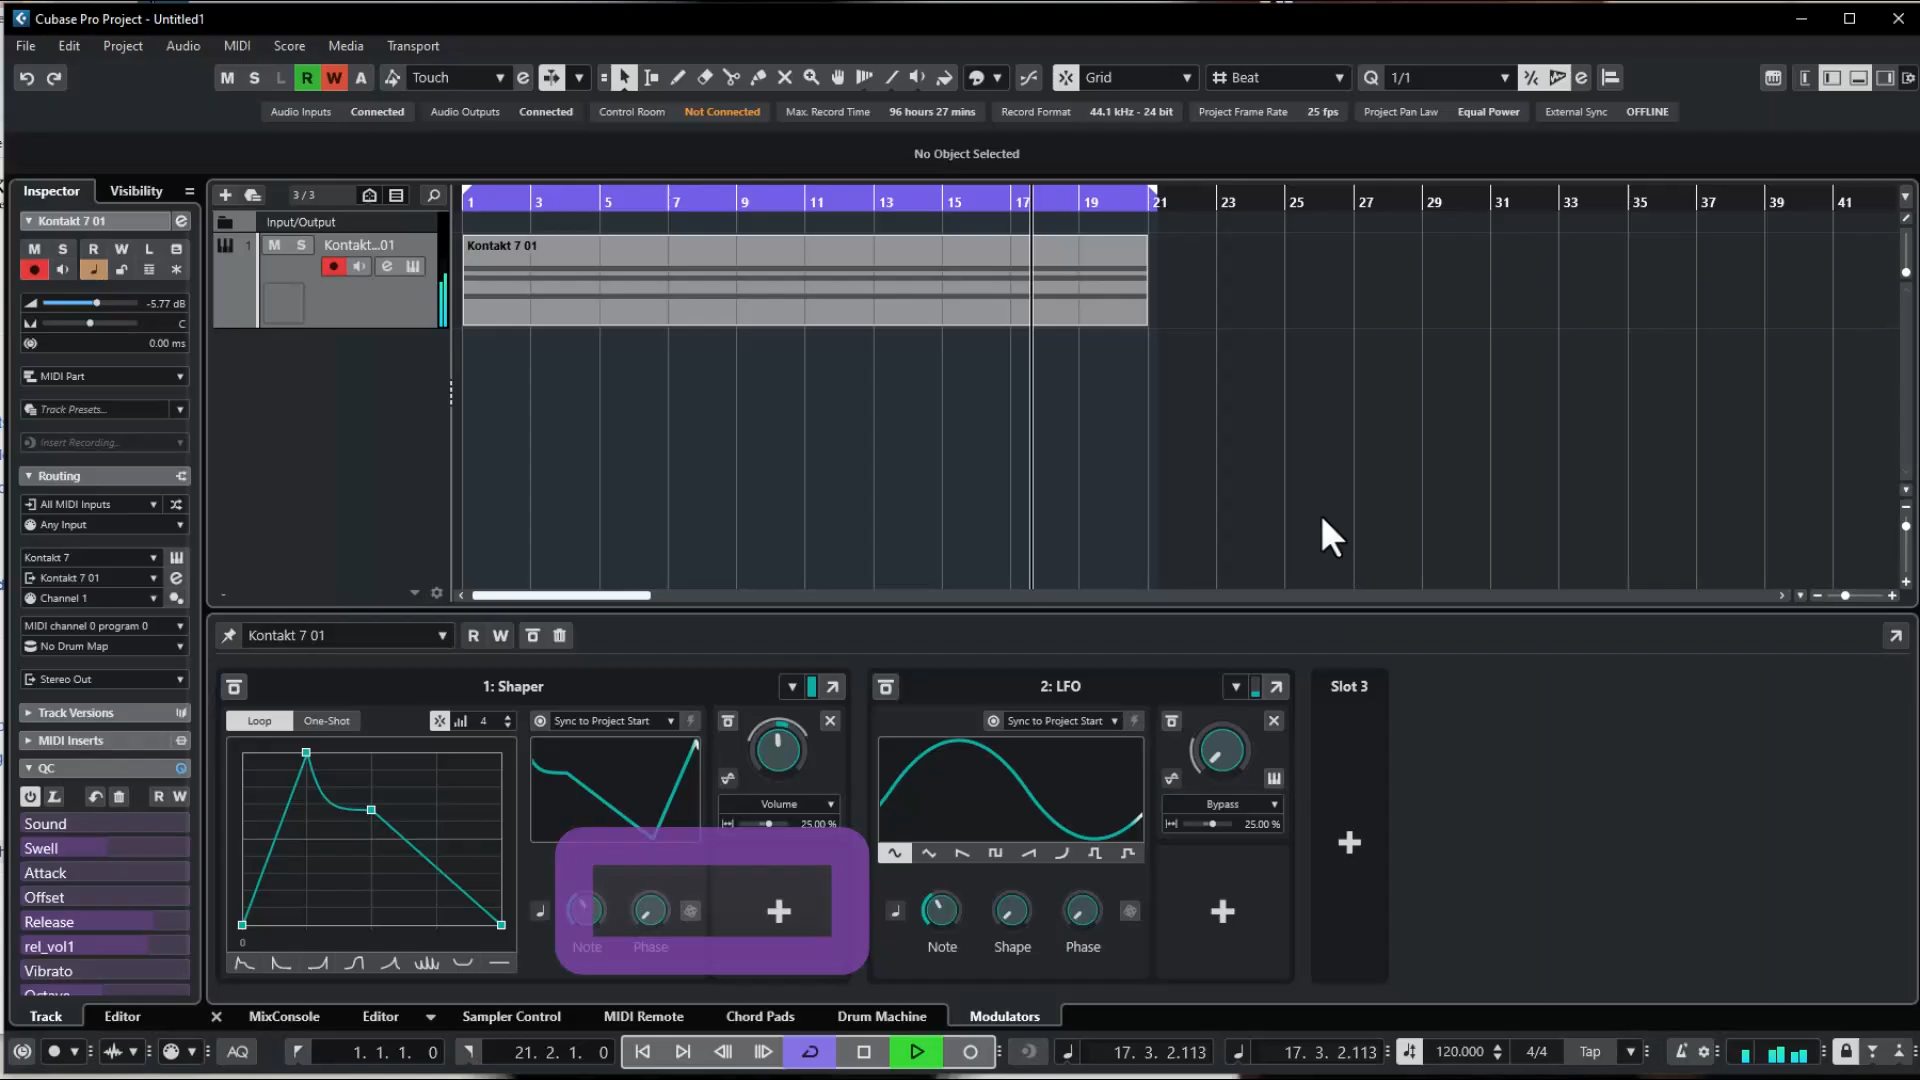 Cubase Pro Project - Untitled1
File Edit Project Audio MIDI Score Media Transport
M S L R W A Touch Grid Beat Q 1/1
Audio Inputs Connected Audio Outputs Connected Control Room Not Connected Max. Record Time 96 hours 27 mins Record Format 44.1 kHz - 24 bit Project Frame Rate 25 fps Project Pan Law Equal Power External Sync OFFLINE
No Object Selected
Inspector Visibility 3 / 3
1 3 5 7 9 11 13 15 17 19 21 23 25 27 29 31 33 35 37 39 41
Kontakt 7 01
Input/Output
M S R W L
1 M S Kontakt...01
Kontakt 7 01
-5.77 dB
C
0.00 ms
MIDI Part
Track Presets...
Insert Recording...
Routing
All MIDI Inputs
Any Input
Kontakt 7
Kontakt 7 01
Channel 1
MIDI channel 0 program 0
No Drum Map
Stereo Out
Track Versions
MIDI Inserts
QC
R W
Sound
Swell
Attack
Offset
Release
rel_vol1
Vibrato
Octave
Kontakt 7 01 R W
1: Shaper
Loop One-Shot 4 Sync to Project Start
Volume
25.00 %
0
Note Phase
2: LFO
Sync to Project Start
Bypass
25.00 %
Note Shape Phase
Slot 3
Track Editor MixConsole Editor Sampler Control MIDI Remote Chord Pads Drum Machine Modulators
AQ 1. 1. 1. 0 21. 2. 1. 0 17. 3. 2.113 17. 3. 2.113 120.000 4/4 Tap